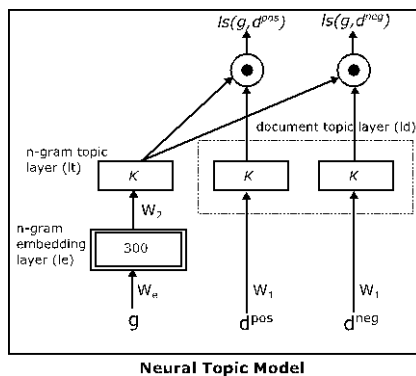 ls(g,d^pos)
ls(g,d^neg)
document topic layer (ld)
n-gram topic
layer (lt)
K
K
K
W₂
n-gram
embedding
layer (le)
300
Wₑ
W₁
W₁
g
d^pos
d^neg
Neural Topic Model